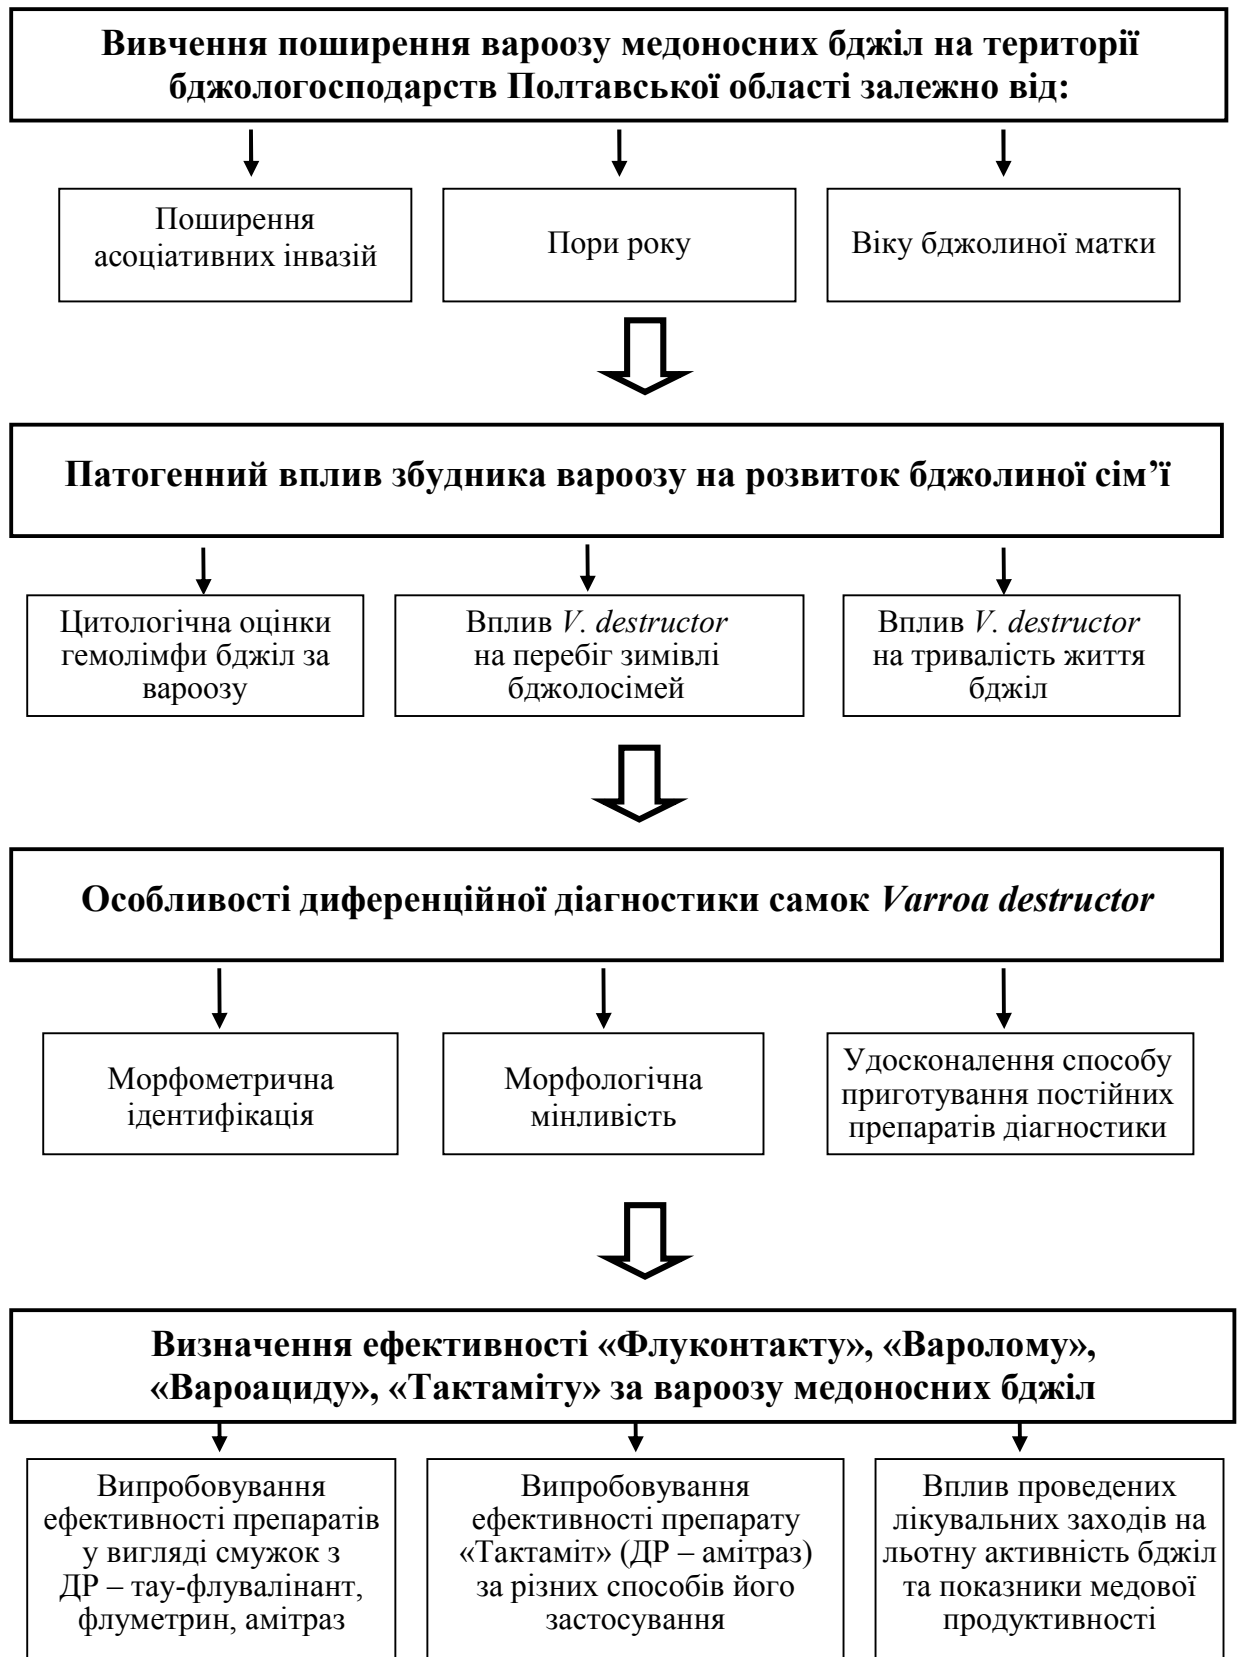 Вивчення поширення вароозу медоносних бджіл на території
бджологосподарств Полтавської області залежно від:
Поширення
асоціативних інвазій
Пори року
Віку бджолиної матки
Патогенний вплив збудника вароозу на розвиток бджолиної сім’ї
Цитологічна оцінки
гемолімфи бджіл за
вароозу
Вплив V. destructor
на перебіг зимівлі
бджолосімей
Вплив V. destructor
на тривалість життя
бджіл
Особливості диференційної діагностики самок Varroa destructor
Морфометрична
ідентифікація
Морфологічна
мінливість
Удосконалення способу
приготування постійних
препаратів діагностики
Визначення ефективності «Флуконтакту», «Варолому»,
«Вароациду», «Тактаміту» за вароозу медоносних бджіл
Випробовування
ефективності препаратів
у вигляді смужок з
ДР – тау-флувалінант,
флуметрин, амітраз
Випробовування
ефективності препарату
«Тактаміт» (ДР – амітраз)
за різних способів його
застосування
Вплив проведених
лікувальних заходів на
льотну активність бджіл
та показники медової
продуктивності